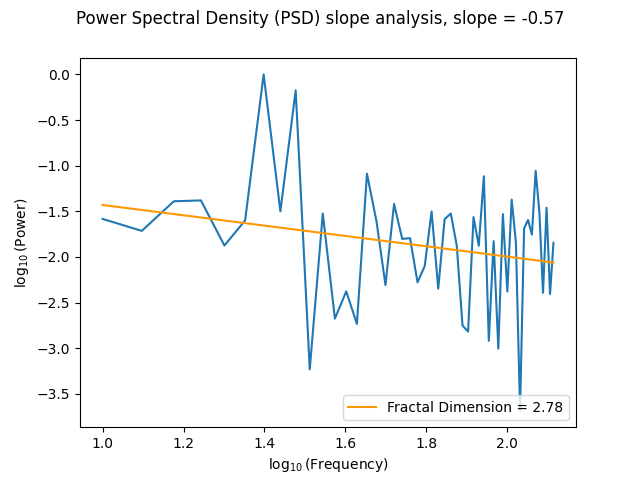 Power Spectral Density (PSD) slope analysis, slope = -0.57
0.0
−0.5
−1.0
−1.5
−2.0
−2.5
−3.0
−3.5
log₁₀(Power)
Fractal Dimension = 2.78
1.0 1.2 1.4 1.6 1.8 2.0
log₁₀(Frequency)